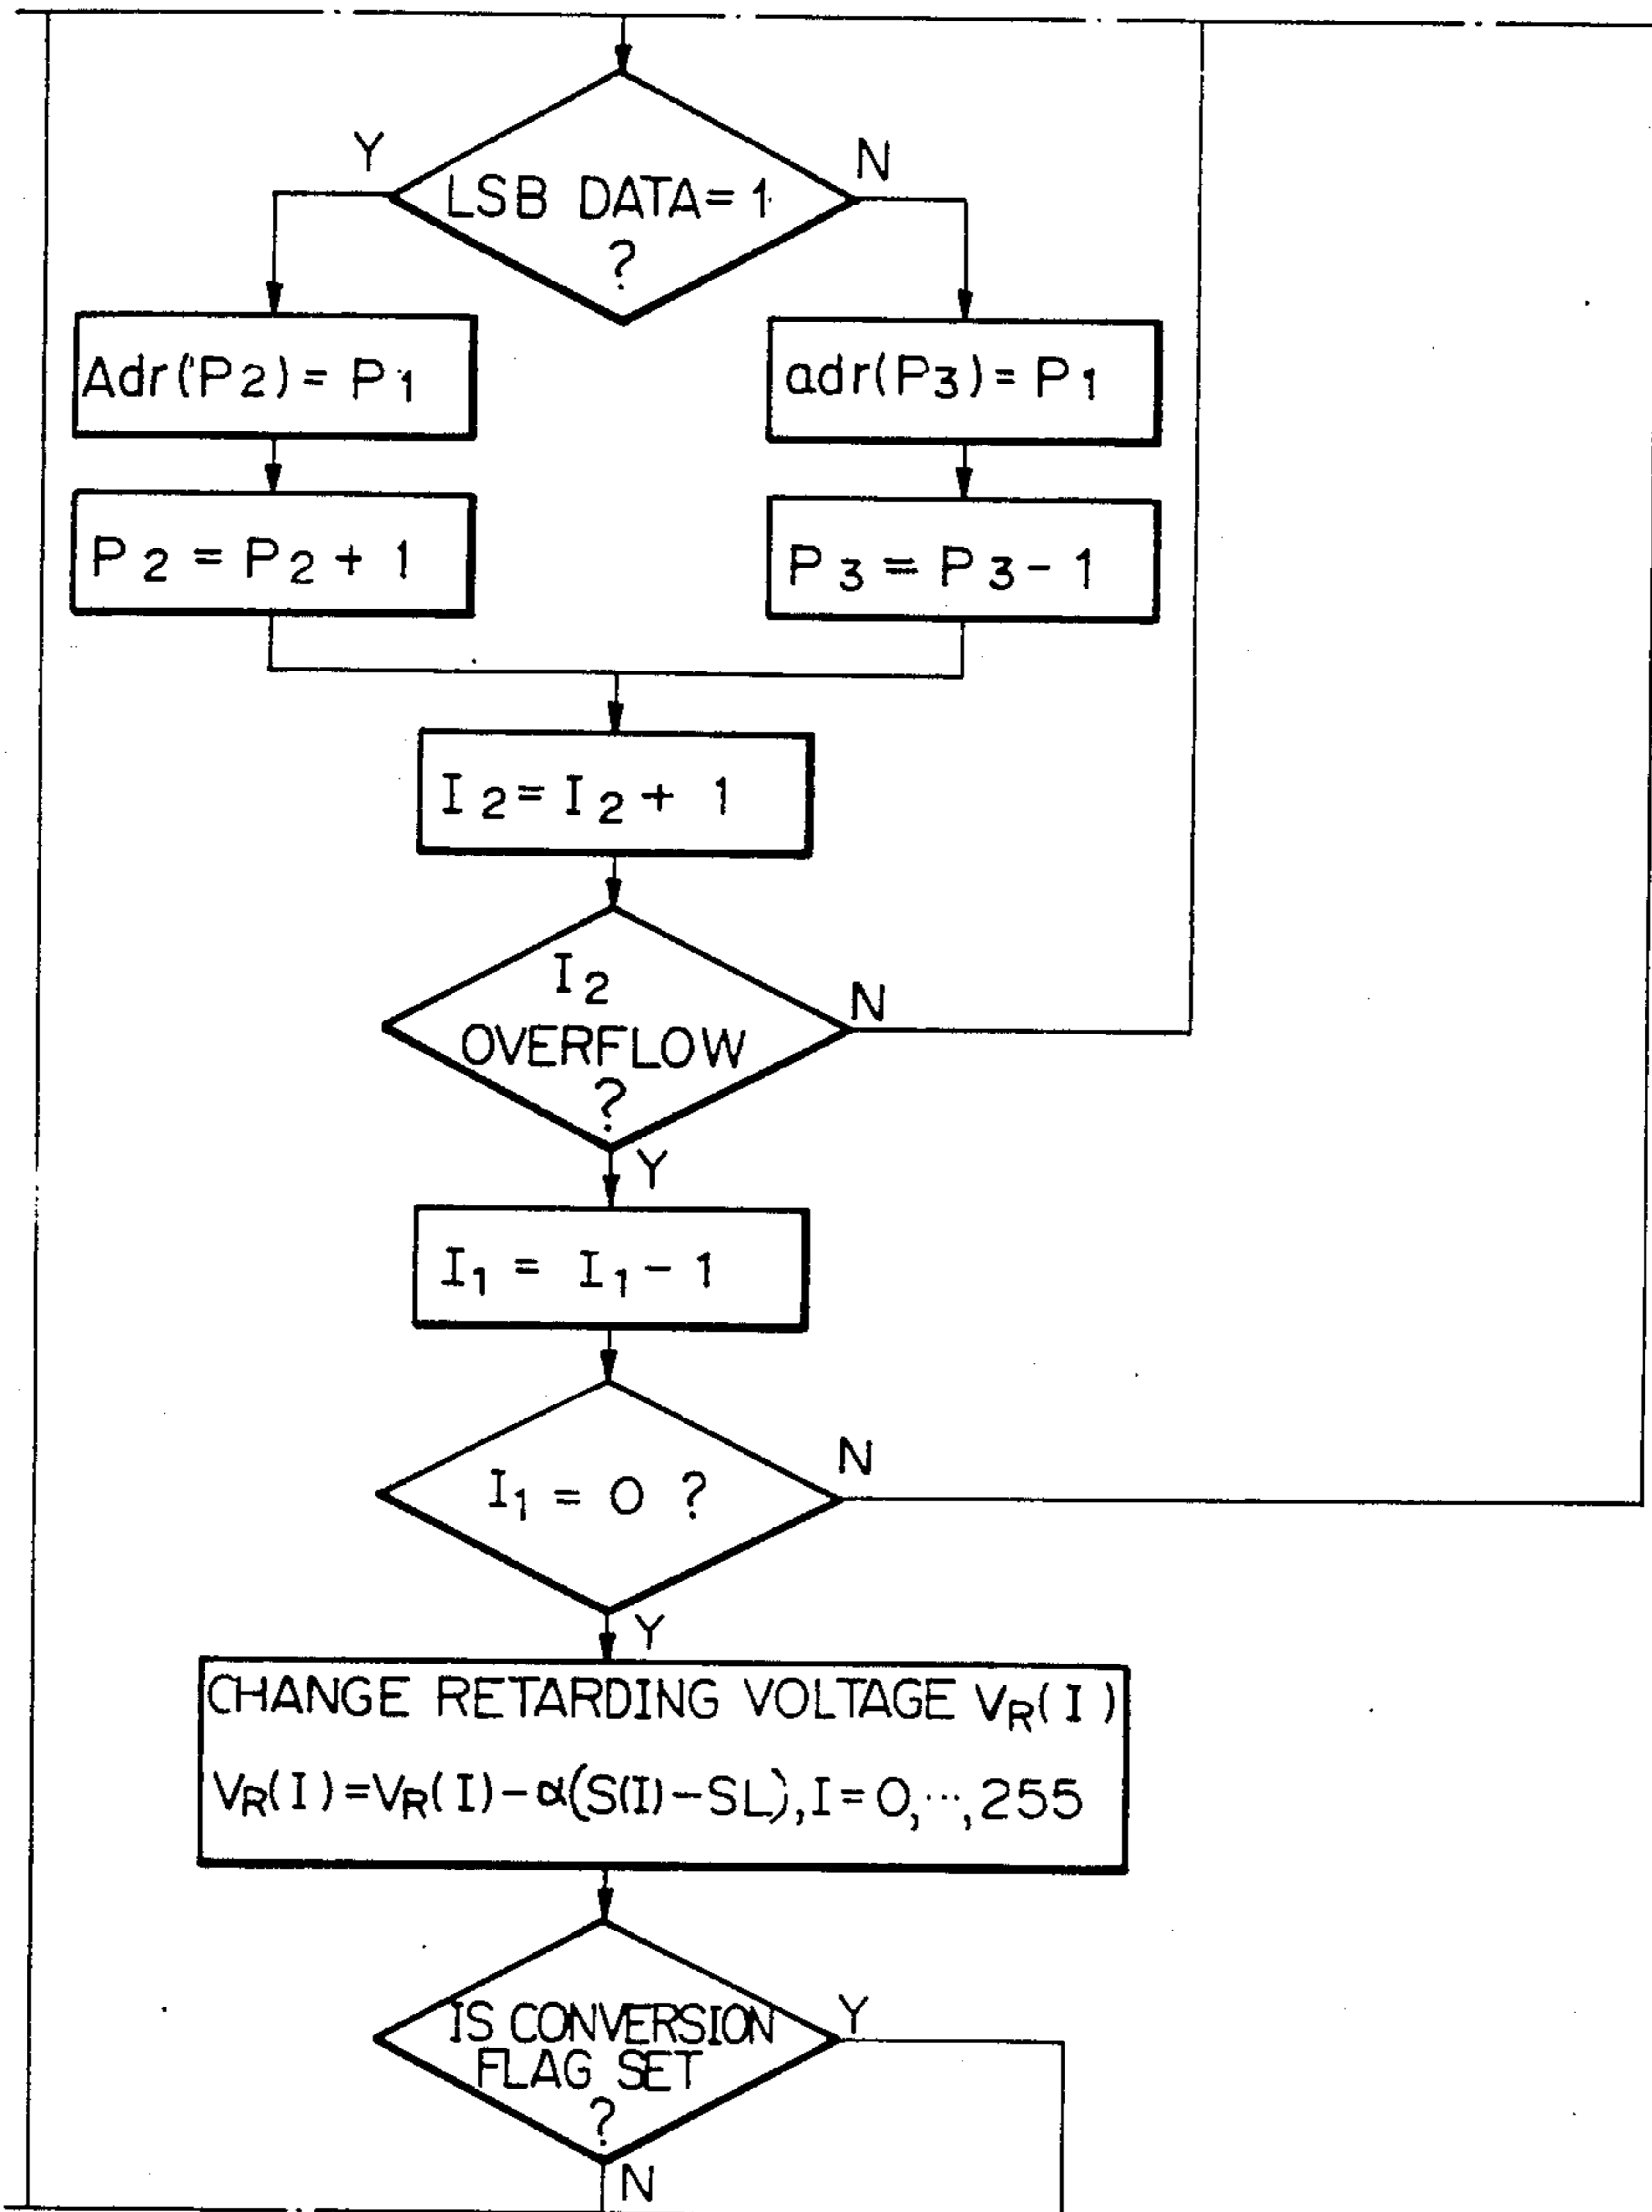 Y
N
LSB DATA = 1
?
Adr(P2) = P1
adr(P3) = P1
P2 = P2 + 1
P3 = P3 - 1
I2 = I2 + 1
I2
OVERFLOW
?
N
Y
I1 = I1 - 1
I1 = 0 ?
N
Y
CHANGE RETARDING VOLTAGE VR(I)
VR(I) = VR(I) - α(S(I) - SL), I = 0, ···, 255
IS CONVERSION
FLAG SET
?
Y
N